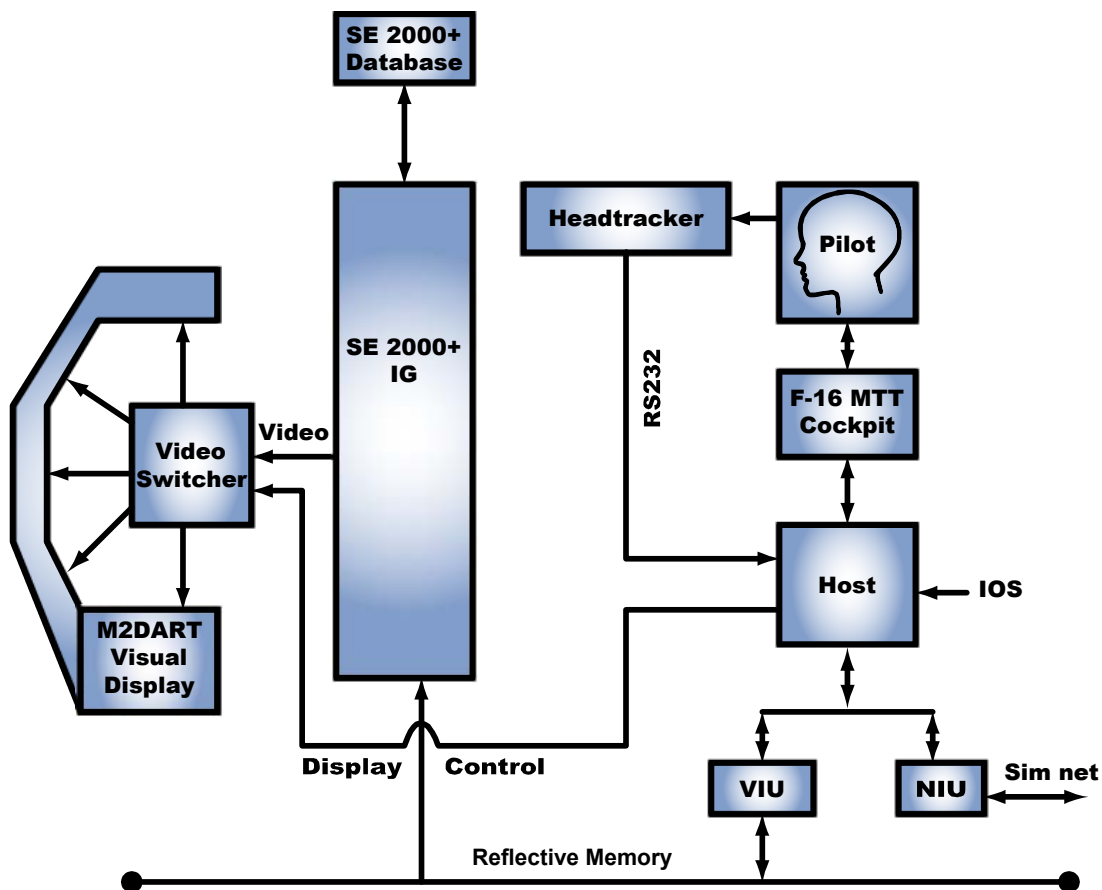 SE 2000+
Database
Headtracker
Pilot
SE 2000+
IG
RS232
F-16 MTT
Cockpit
Video
Video
Switcher
Host
IOS
M2DART
Visual
Display
Display Control
VIU
NIU
Sim net
Reflective Memory